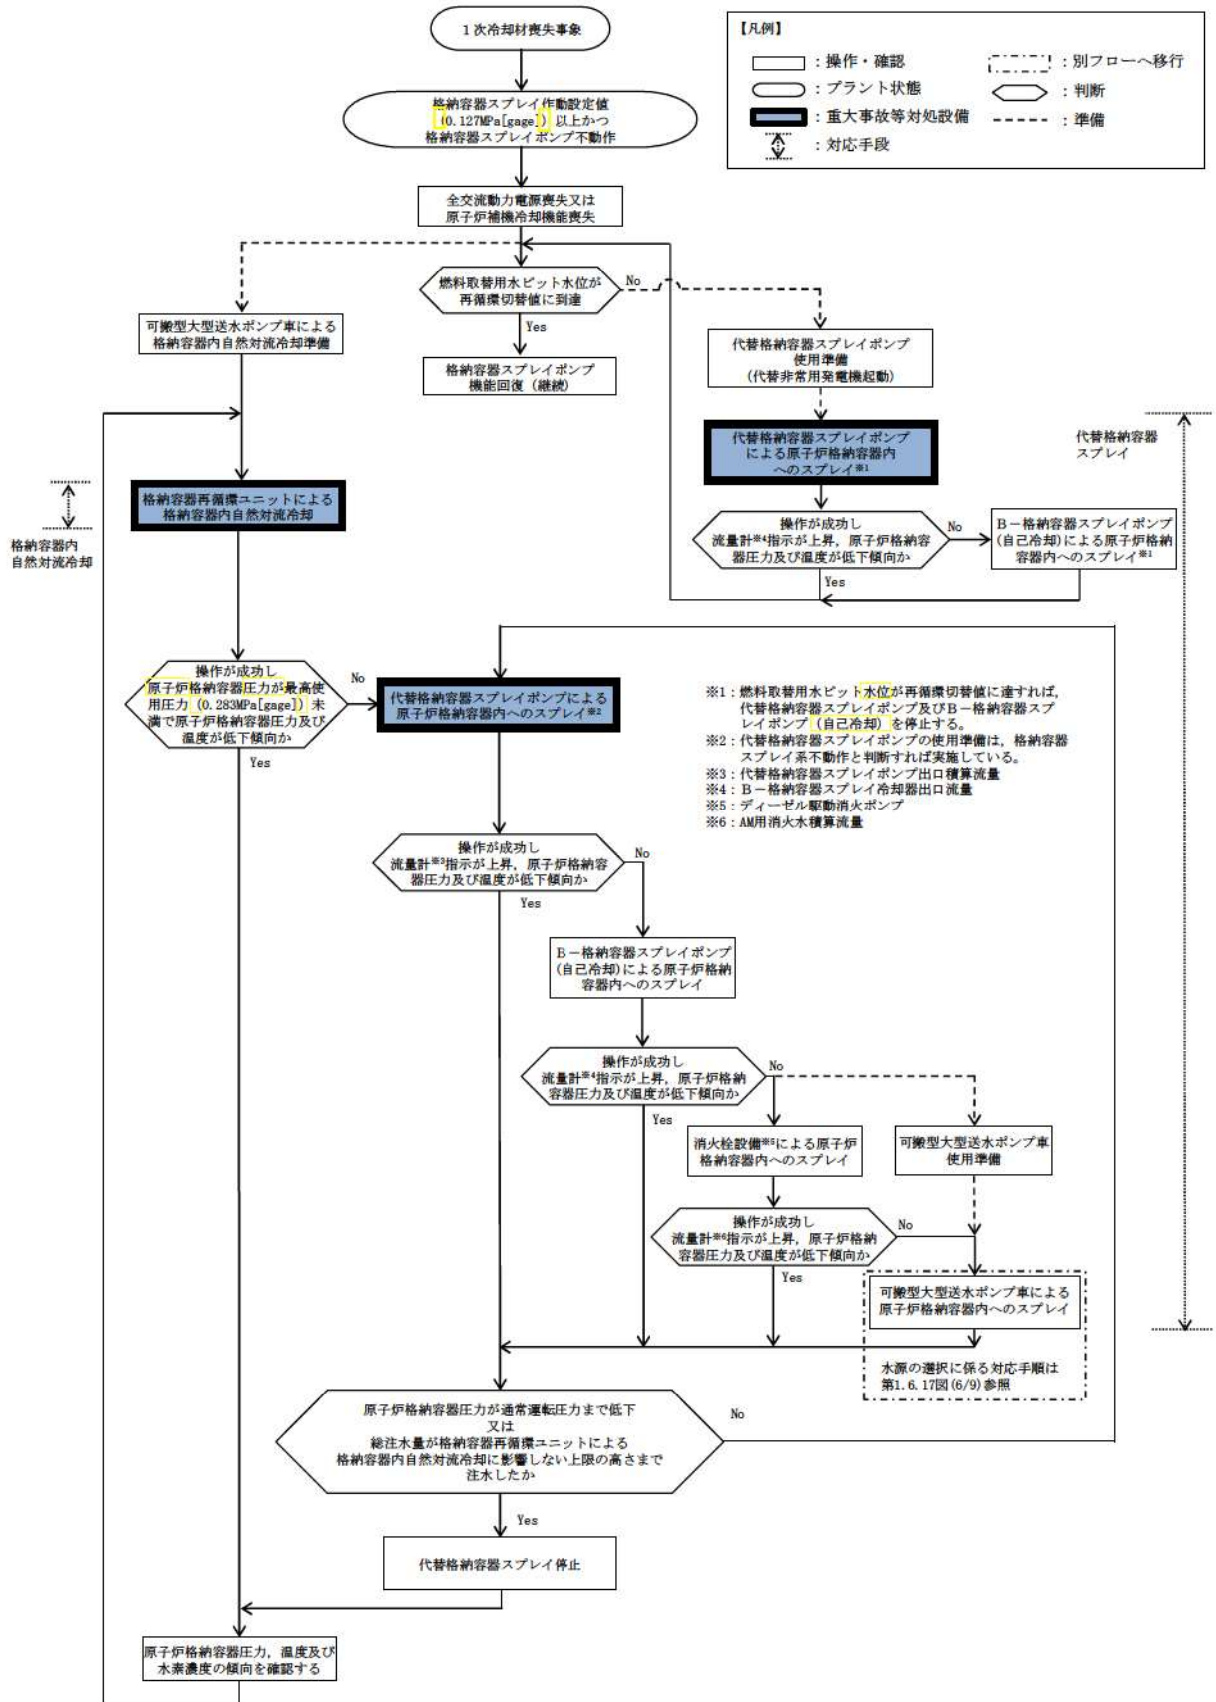 1次冷却材喪失事象
【凡例】
：操作・確認
：別フローへ移行
：プラント状態
：判断
：重大事故等対処設備
：準備
：対応手段
格納容器スプレイ作動設定値
(0.127MPa[gage]) 以上かつ
格納容器スプレイポンプ不動作
全交流動力電源喪失又は
原子炉補機冷却機能喪失
燃料取替用水ピット水位が
再循環切替値に到達
No
Yes
可搬型大型送水ポンプ車による
格納容器内自然対流冷却準備
格納容器スプレイポンプ
機能回復（継続）
代替格納容器スプレイポンプ
使用準備
(代替非常用発電機起動)
代替格納容器スプレイポンプ
による原子炉格納容器内
へのスプレイ※1
代替格納容器
スプレイ
格納容器再循環ユニットによる
格納容器内自然対流冷却
格納容器内
自然対流冷却
操作が成功し
流量計※4指示が上昇，原子炉格納容
器圧力及び温度が低下傾向か
No
Yes
B－格納容器スプレイポンプ
(自己冷却)による原子炉格納
容器内へのスプレイ※1
操作が成功し
原子炉格納容器圧力が最高使
用圧力 (0.283MPa[gage]) 未
満で原子炉格納容器圧力及び
温度が低下傾向か
No
Yes
代替格納容器スプレイポンプによる
原子炉格納容器内へのスプレイ※2
※1：燃料取替用水ピット水位が再循環切替値に達すれば，
代替格納容器スプレイポンプ及びB－格納容器スプ
レイポンプ（自己冷却）を停止する。
※2：代替格納容器スプレイポンプの使用準備は，格納容器
スプレイ系不動作と判断すれば実施している。
※3：代替格納容器スプレイポンプ出口積算流量
※4：B－格納容器スプレイ冷却器出口流量
※5：ディーゼル駆動消火ポンプ
※6：AM用消火水積算流量
操作が成功し
流量計※3指示が上昇，原子炉格納容
器圧力及び温度が低下傾向か
No
Yes
B－格納容器スプレイポンプ
(自己冷却)による原子炉格納
容器内へのスプレイ
操作が成功し
流量計※4指示が上昇，原子炉格納
容器圧力及び温度が低下傾向か
No
Yes
消火栓設備※5による原子炉
格納容器内へのスプレイ
可搬型大型送水ポンプ車
使用準備
操作が成功し
流量計※6指示が上昇，原子炉格納
容器圧力及び温度が低下傾向か
No
Yes
可搬型大型送水ポンプ車による
原子炉格納容器内へのスプレイ
水源の選択に係る対応手順は
第1.6.17図(6/9)参照
原子炉格納容器圧力が通常運転圧力まで低下
又は
総注水量が格納容器再循環ユニットによる
格納容器内自然対流冷却に影響しない上限の高さまで
注水したか
No
Yes
代替格納容器スプレイ停止
原子炉格納容器圧力，温度及び
水素濃度の傾向を確認する